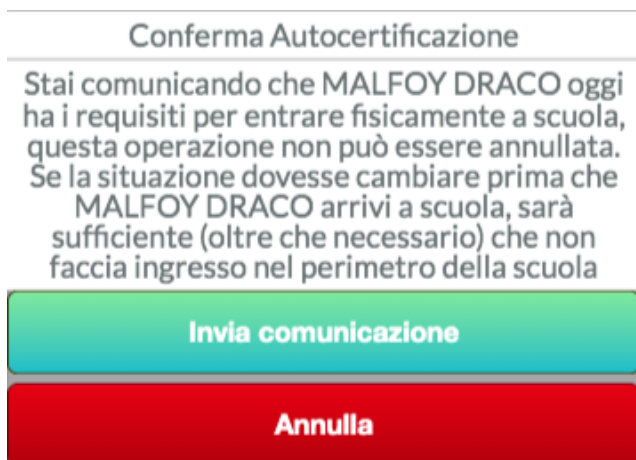 Conferma Autocertificazione
Stai comunicando che MALFOY DRACO oggi
ha i requisiti per entrare fisicamente a scuola,
questa operazione non può essere annullata.
Se la situazione dovesse cambiare prima che
MALFOY DRACO arrivi a scuola, sarà
sufficiente (oltre che necessario) che non
faccia ingresso nel perimetro della scuola
Invia comunicazione
Annulla